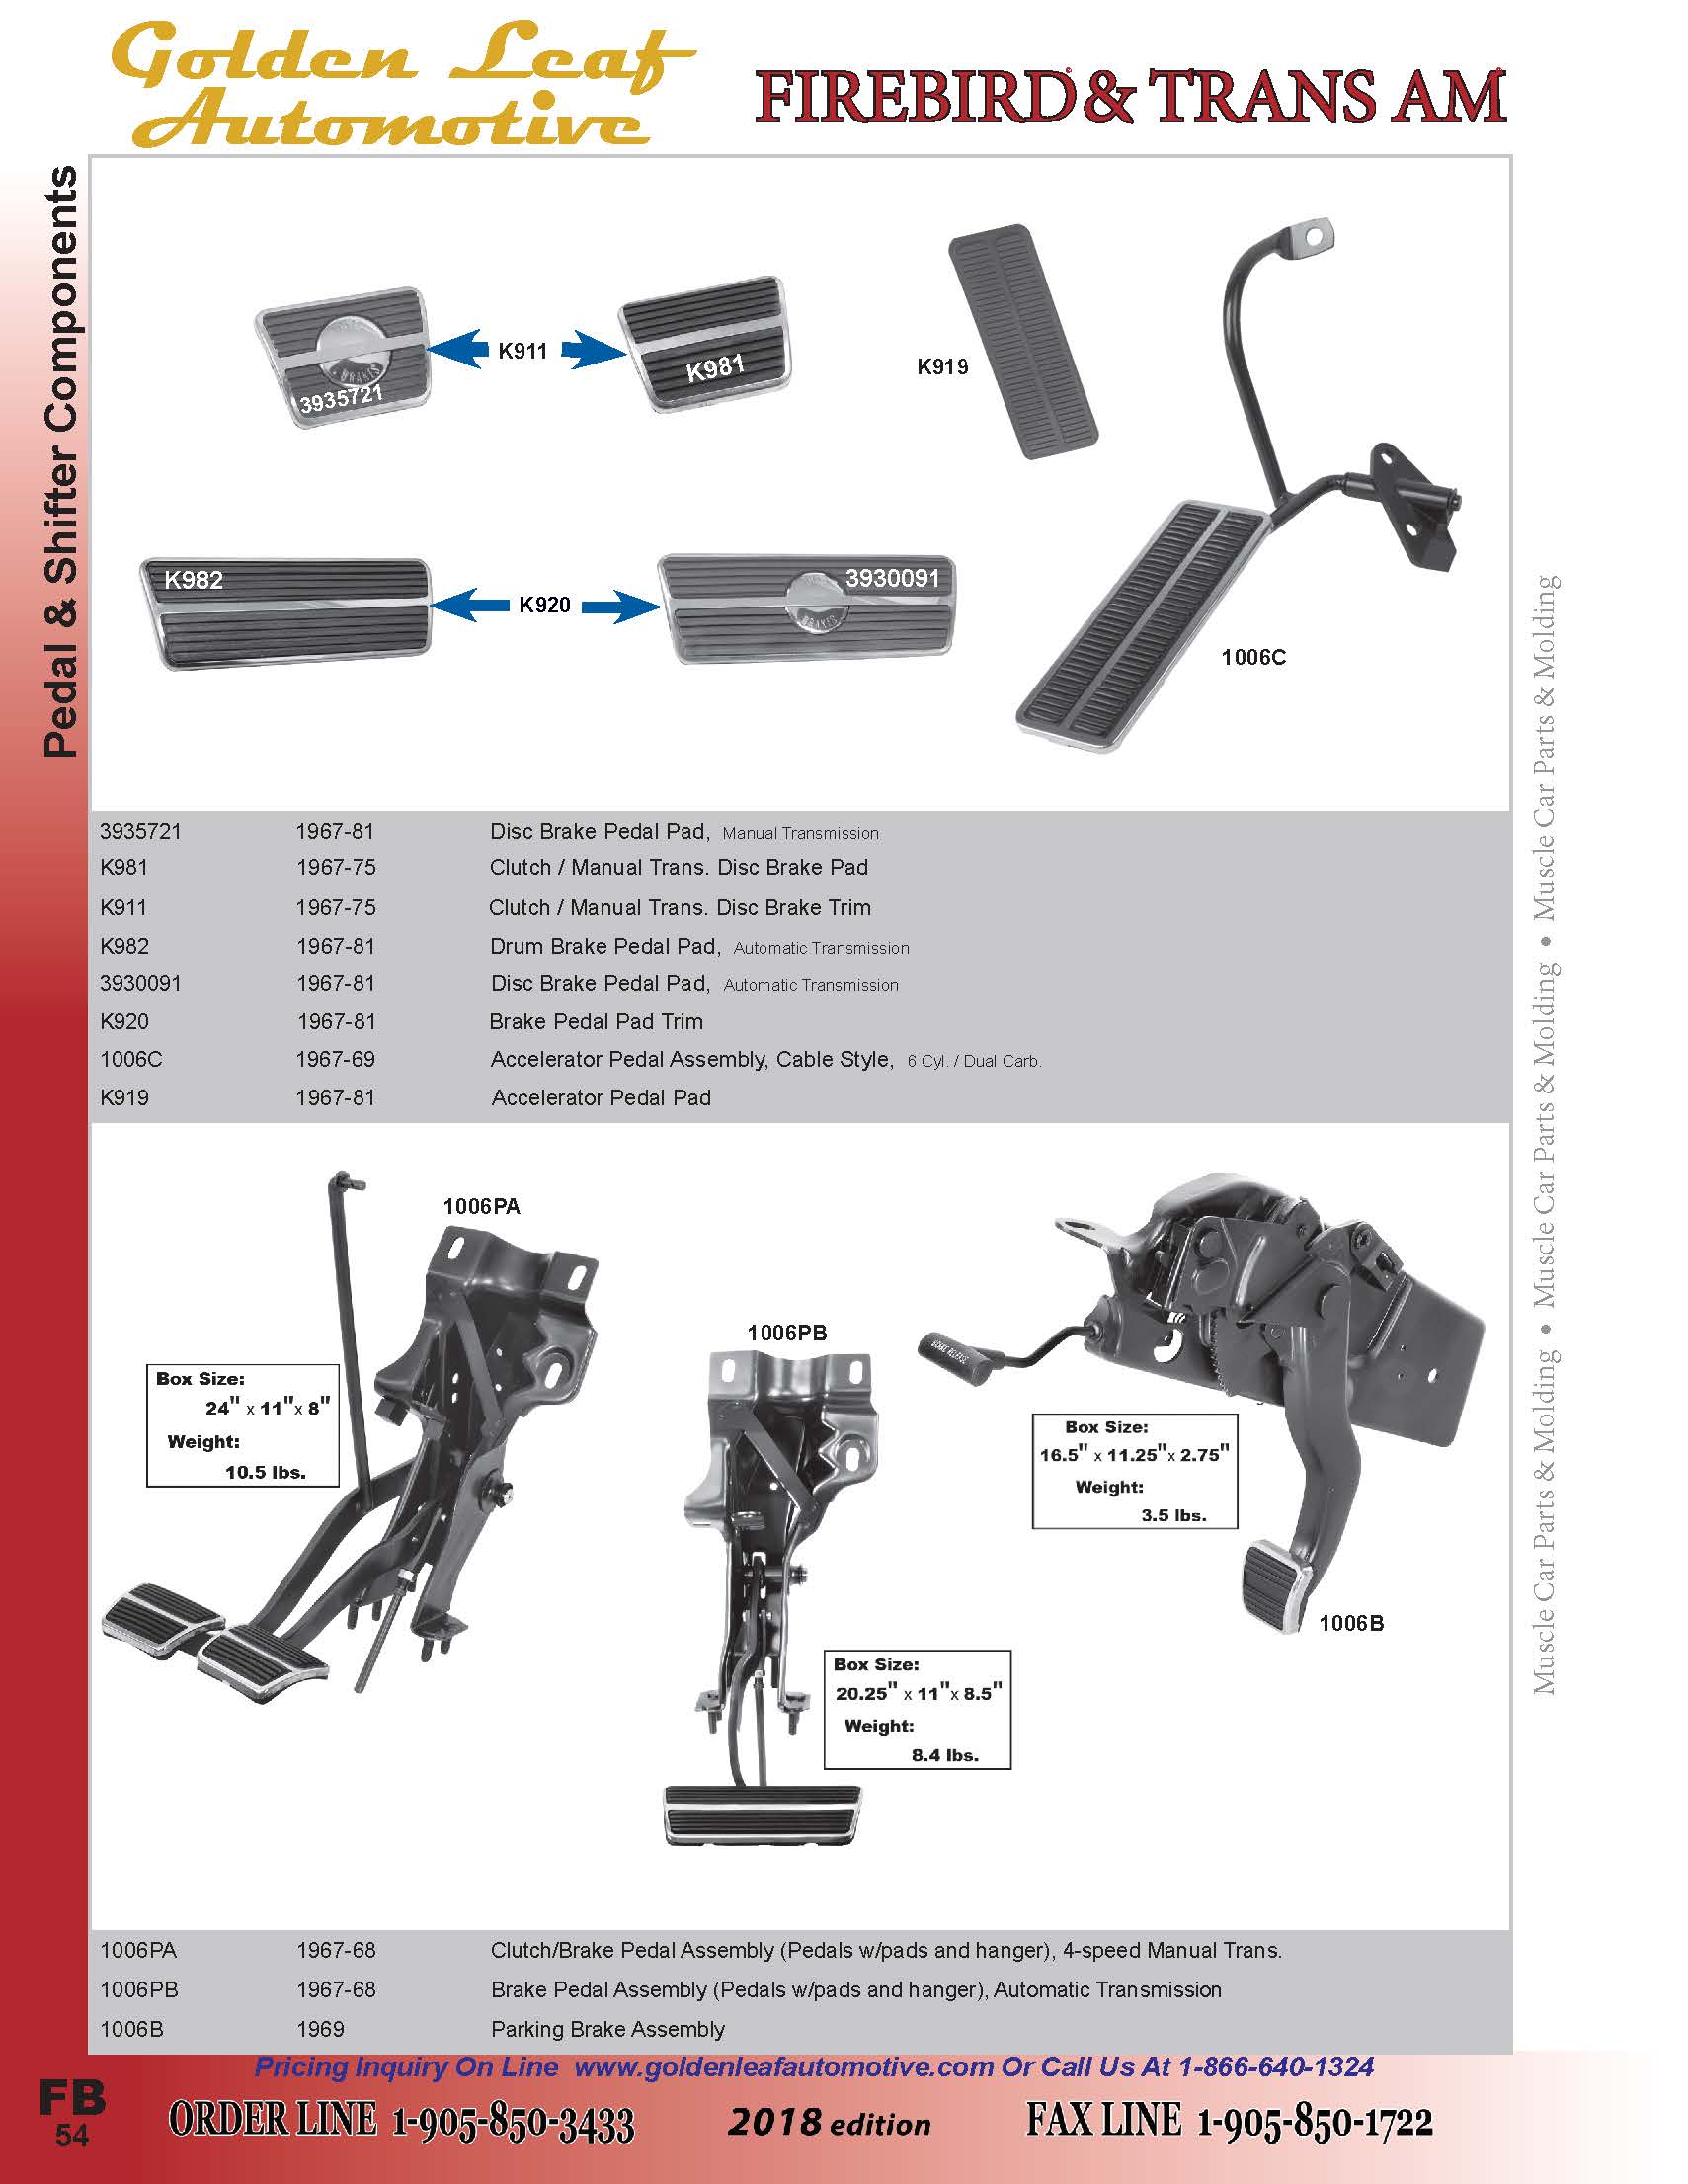 Golden Leaf
Automotive
FIREBIRD & TRANS AM
Pedal & Shifter Components
3935721
BRAKES
K911
K981
K919
K982
K920
3930091
BRAKES
1006C
3935721 1967-81 Disc Brake Pedal Pad, Manual Transmission
K981 1967-75 Clutch / Manual Trans. Disc Brake Pad
K911 1967-75 Clutch / Manual Trans. Disc Brake Trim
K982 1967-81 Drum Brake Pedal Pad, Automatic Transmission
3930091 1967-81 Disc Brake Pedal Pad, Automatic Transmission
K920 1967-81 Brake Pedal Pad Trim
1006C 1967-69 Accelerator Pedal Assembly, Cable Style, 6 Cyl. / Dual Carb.
K919 1967-81 Accelerator Pedal Pad
1006PA
Box Size:
24" x 11"x 8"
Weight:
10.5 lbs.
1006PB
Box Size:
20.25" x 11"x 8.5"
Weight:
8.4 lbs.
BRAKE RELEASE
Box Size:
16.5" x 11.25"x 2.75"
Weight:
3.5 lbs.
1006B
1006PA 1967-68 Clutch/Brake Pedal Assembly (Pedals w/pads and hanger), 4-speed Manual Trans.
1006PB 1967-68 Brake Pedal Assembly (Pedals w/pads and hanger), Automatic Transmission
1006B 1969 Parking Brake Assembly
Muscle Car Parts & Molding • Muscle Car Parts & Molding • Muscle Car Parts & Molding
Pricing Inquiry On Line www.goldenleafautomotive.com Or Call Us At 1-866-640-1324
FB
54
ORDER LINE 1-905-850-3433
2018 edition
FAX LINE 1-905-850-1722